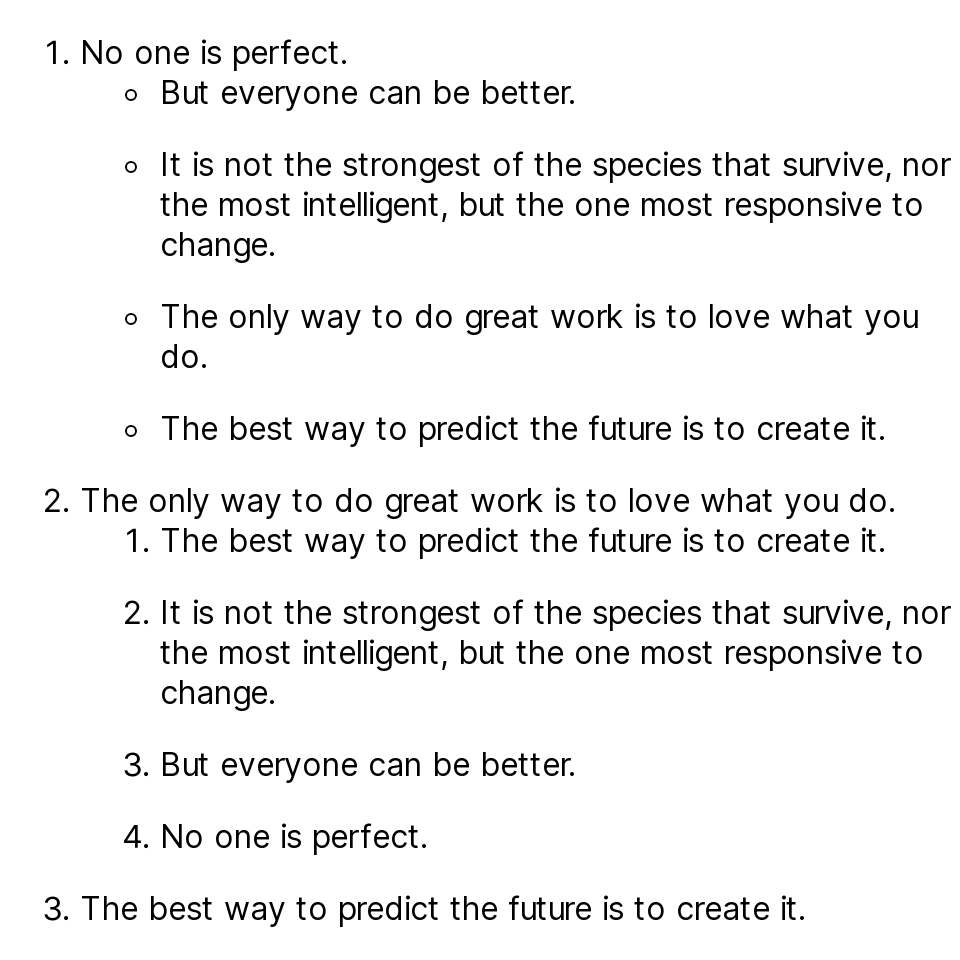 1. No one is perfect.
◦ But everyone can be better.
◦ It is not the strongest of the species that survive, nor
the most intelligent, but the one most responsive to
change.
◦ The only way to do great work is to love what you
do.
◦ The best way to predict the future is to create it.
2. The only way to do great work is to love what you do.
1. The best way to predict the future is to create it.
2. It is not the strongest of the species that survive, nor
the most intelligent, but the one most responsive to
change.
3. But everyone can be better.
4. No one is perfect.
3. The best way to predict the future is to create it.